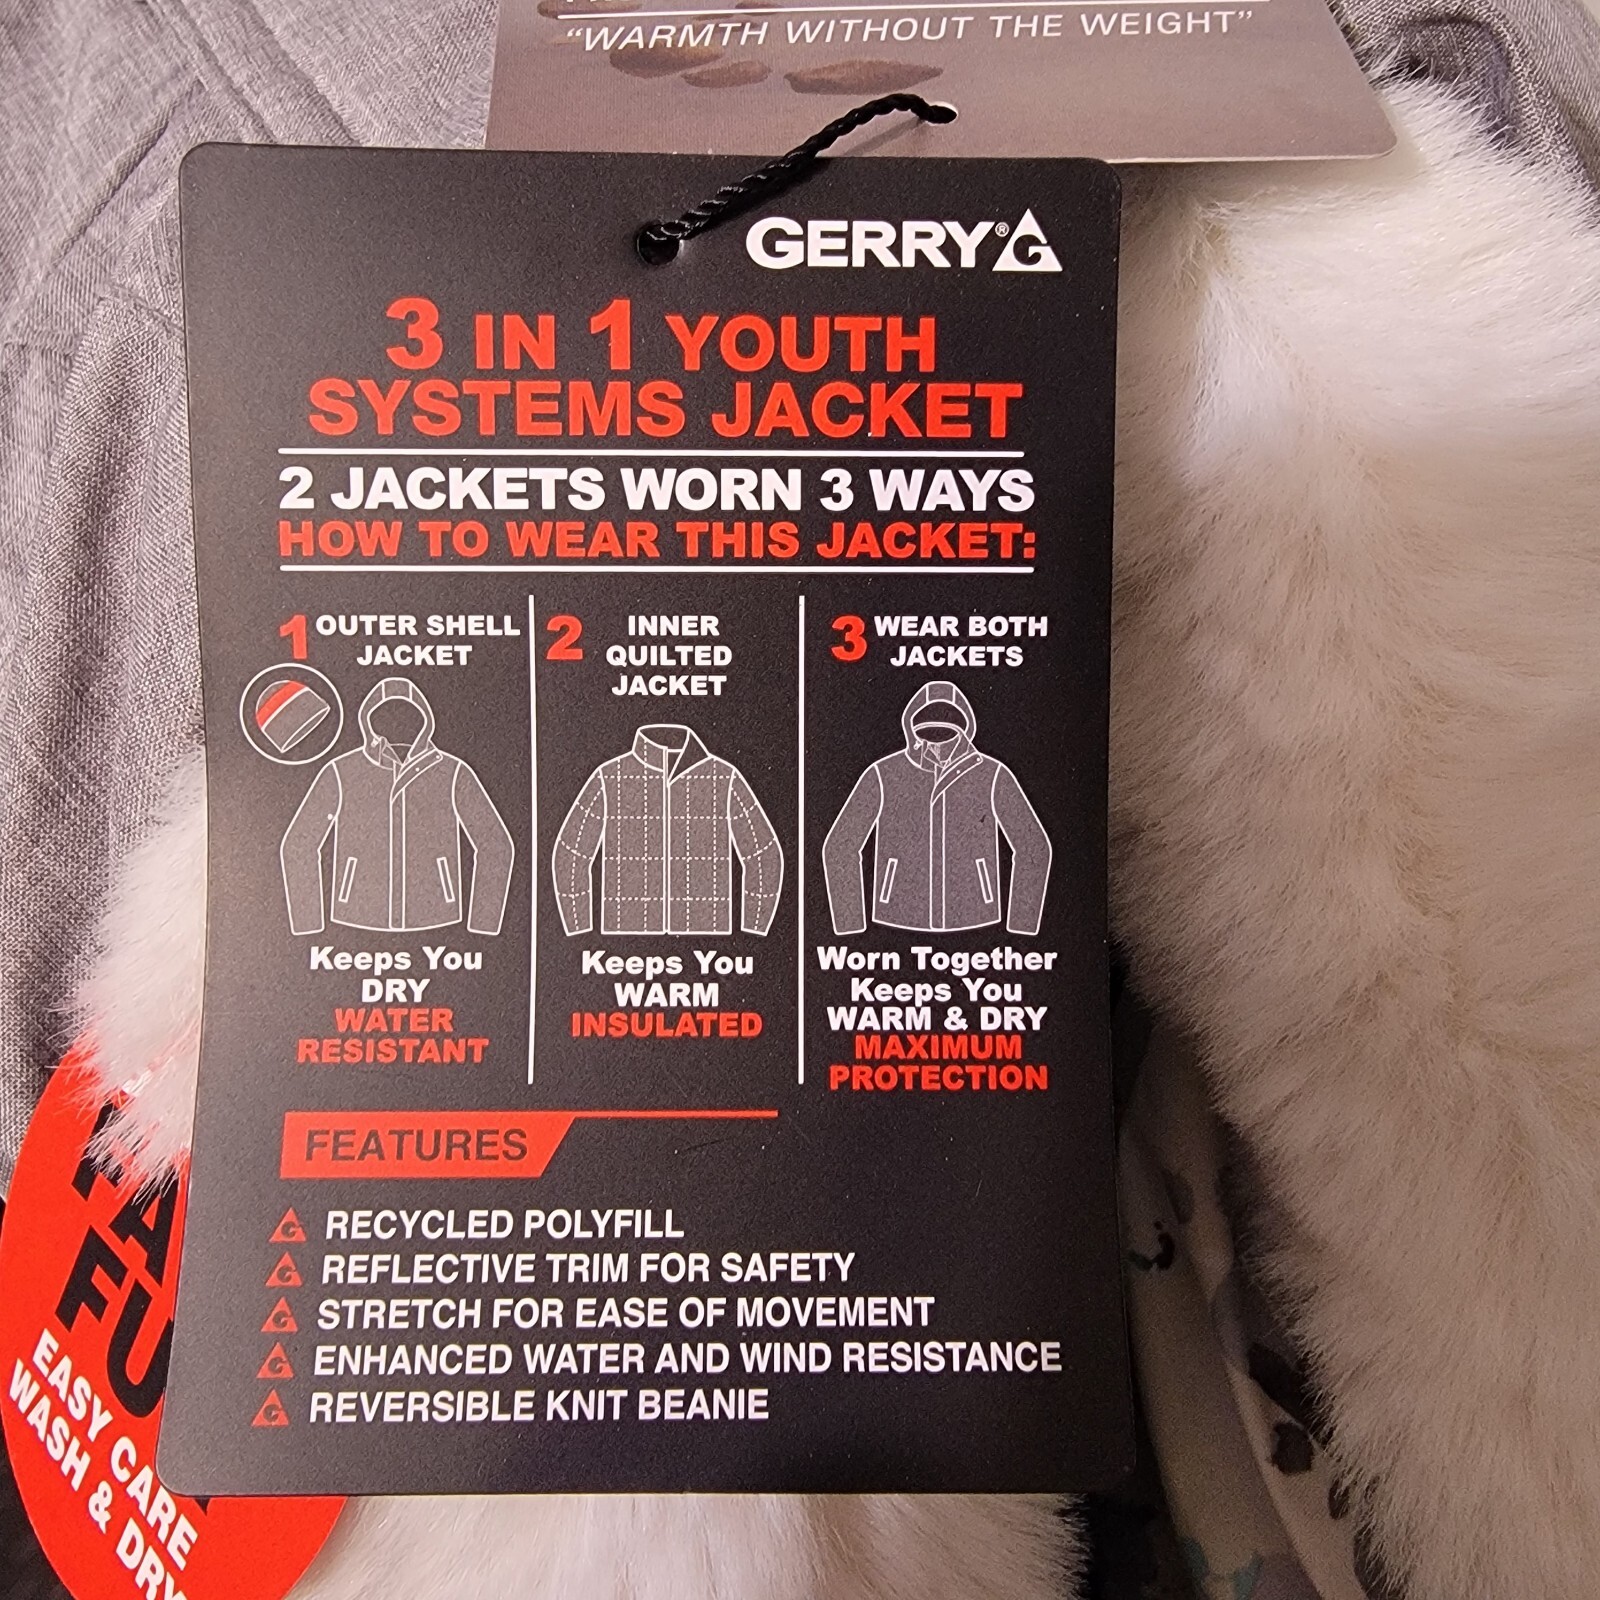 “WARMTH WITHOUT THE WEIGHT”
GERRY®
3 IN 1 YOUTH
SYSTEMS JACKET
2 JACKETS WORN 3 WAYS
HOW TO WEAR THIS JACKET:
1 OUTER SHELL
JACKET
Keeps You
DRY
WATER
RESISTANT
2 INNER
QUILTED
JACKET
Keeps You
WARM
INSULATED
3 WEAR BOTH
JACKETS
Worn Together
Keeps You
WARM & DRY
MAXIMUM
PROTECTION
FEATURES
RECYCLED POLYFILL
REFLECTIVE TRIM FOR SAFETY
STRETCH FOR EASE OF MOVEMENT
ENHANCED WATER AND WIND RESISTANCE
REVERSIBLE KNIT BEANIE
EASY CARE
WASH & DRY